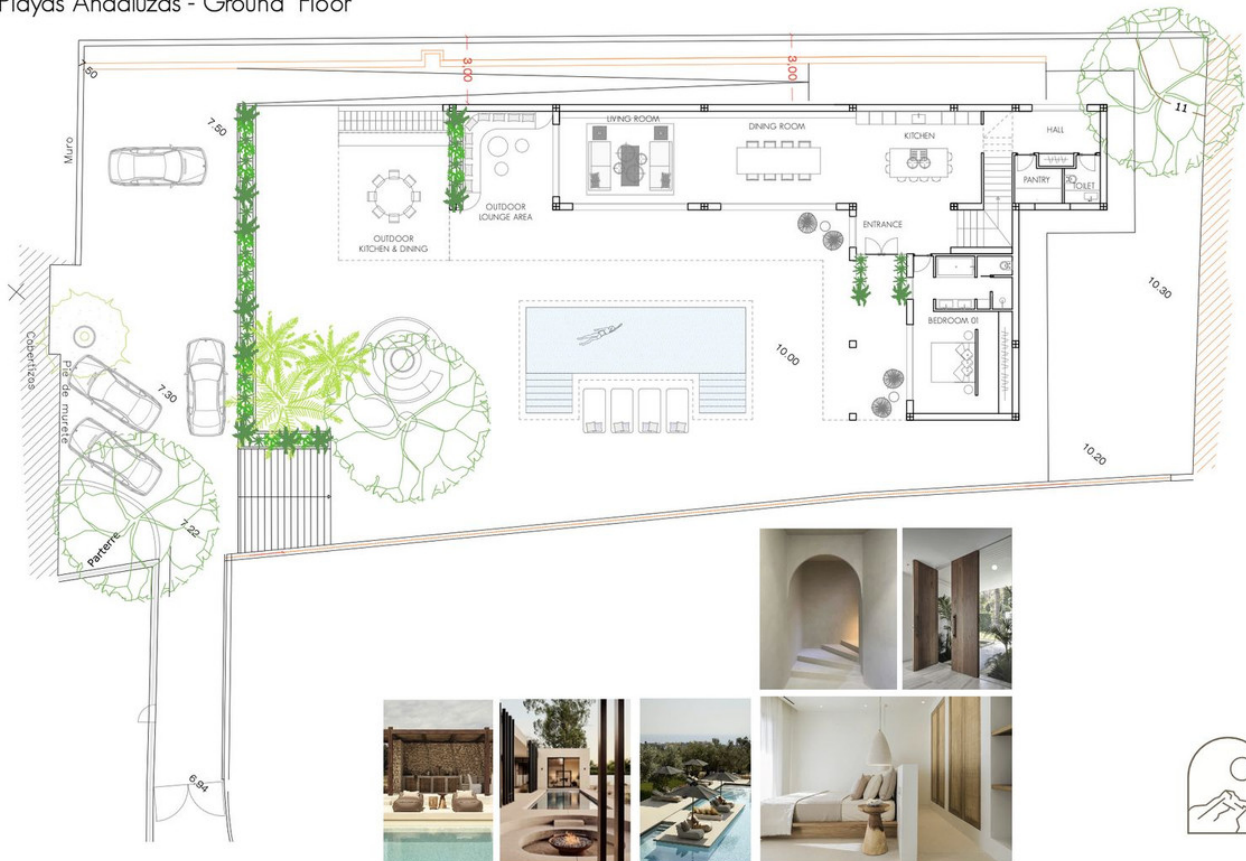 Playas Andaluzas - Ground Floor
7.50
3.00
3.00
11
7.50
Muro
LIVING ROOM
DINING ROOM
KITCHEN
HALL
PANTRY
TOILET
OUTDOOR
LOUNGE AREA
OUTDOOR
KITCHEN & DINING
ENTRANCE
10.30
BEDROOM 01
10.00
Cobertizos
Pie de murete
7.30
10.20
7.22
Parterre
6.94